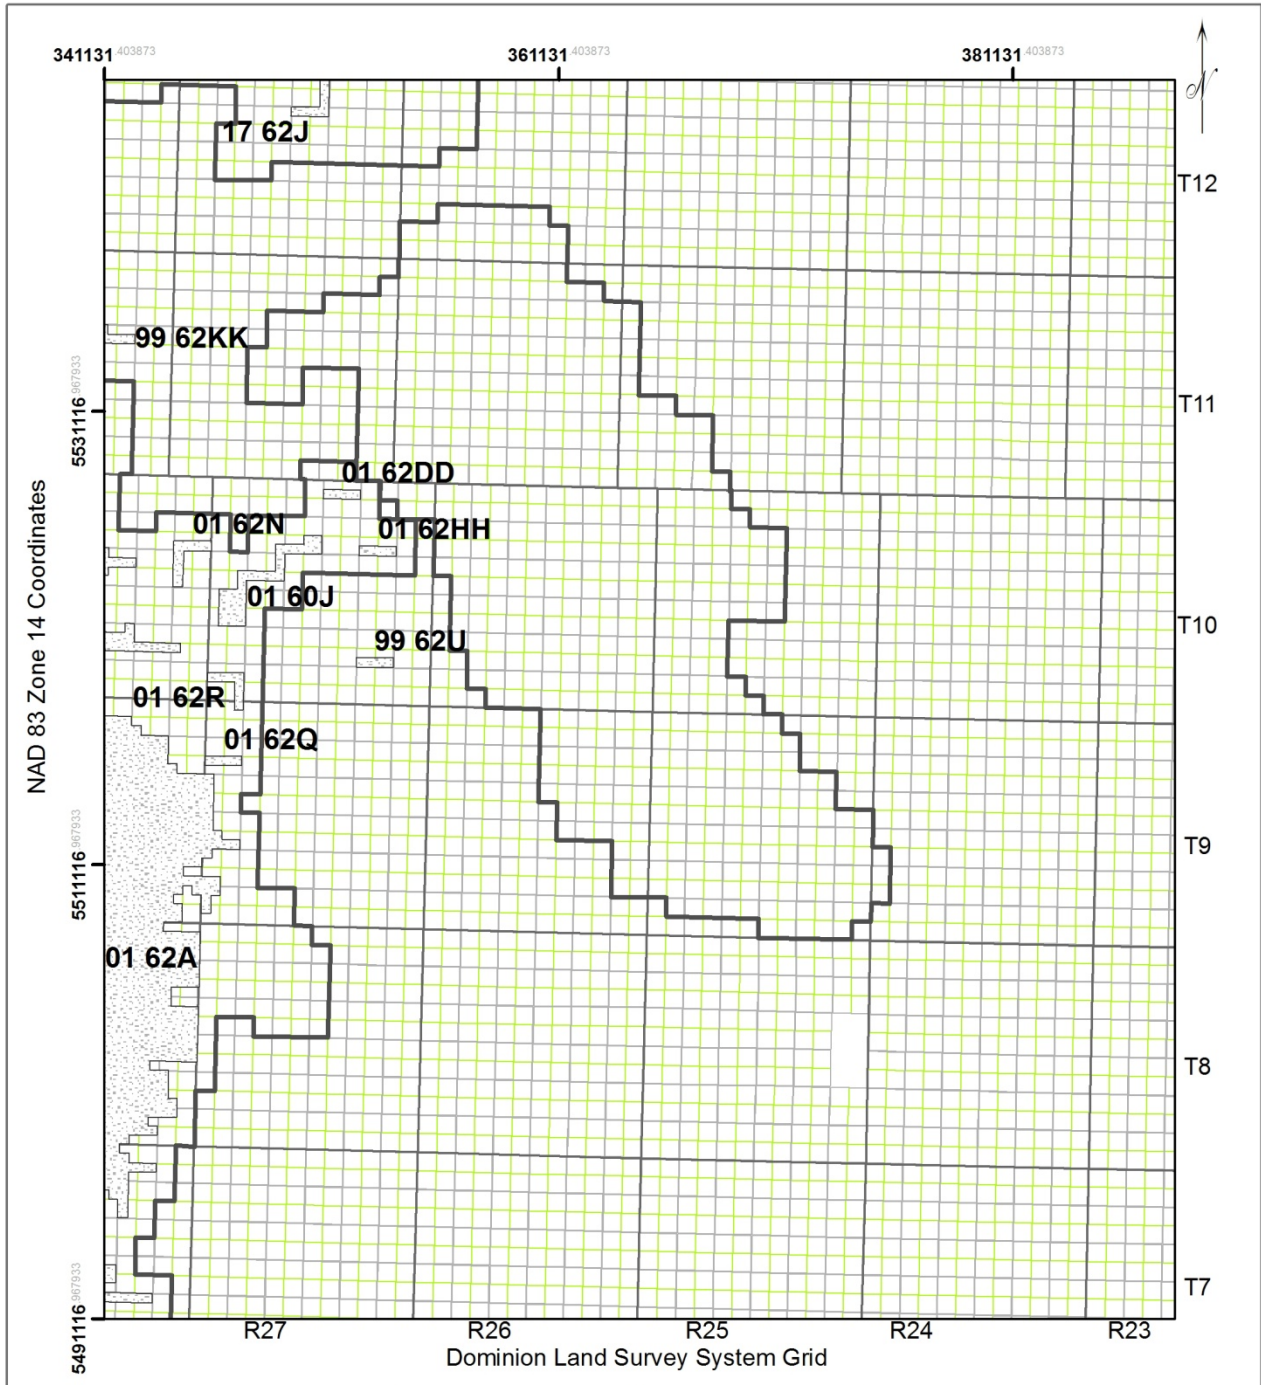 341131.403873
361131.403873
381131.403873
N
17 62J
T12
99 62KK
5531116.967933
T11
01 62DD
01 62N
01 62HH
01 60J
T10
99 62U
01 62R
01 62Q
NAD 83 Zone 14 Coordinates
T9
5511116.967933
01 62A
T8
T7
5491116.967933
R27
R26
R25
R24
R23
Dominion Land Survey System Grid